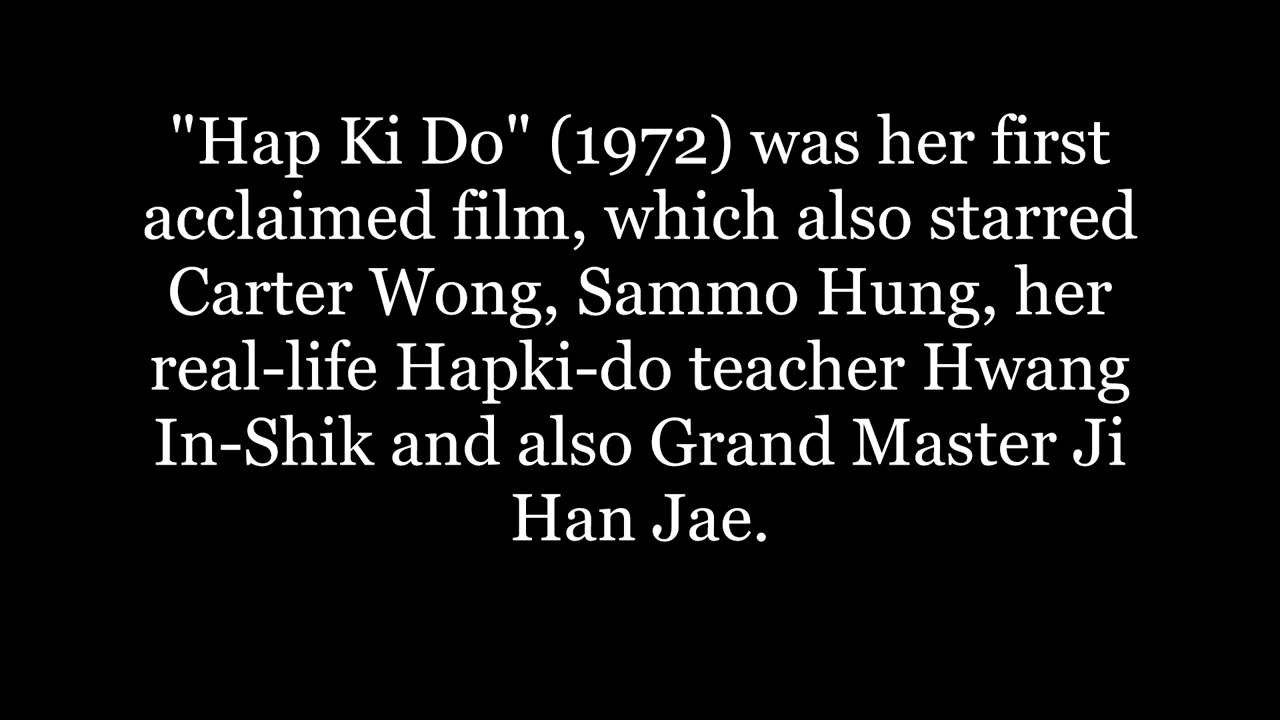 "Hap Ki Do" (1972) was her first
acclaimed film, which also starred
Carter Wong, Sammo Hung, her
real-life Hapki-do teacher Hwang
In-Shik and also Grand Master Ji
Han Jae.